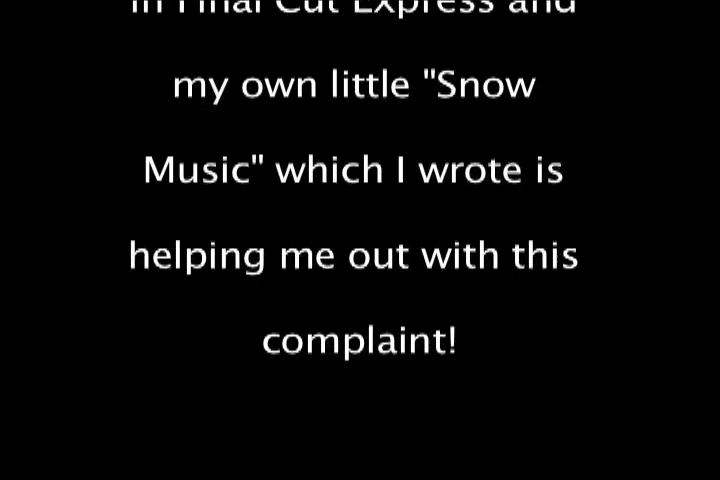 in Final Cut Express and
my own little "Snow
Music" which I wrote is
helping me out with this
complaint!